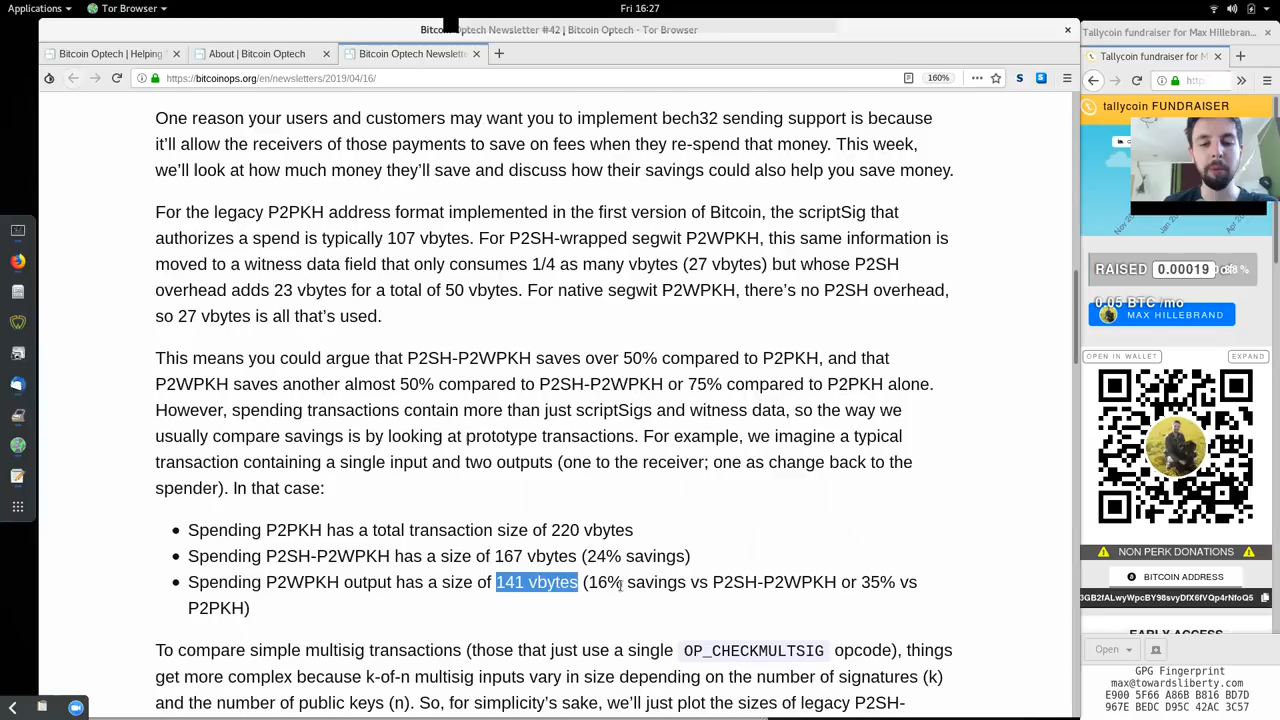 Applications
Tor Browser
Fri 16:27
Bitcoin Optech Newsletter #42 | Bitcoin Optech - Tor Browser
Bitcoin Optech | Helping
About | Bitcoin Optech
Bitcoin Optech Newslette
https://bitcoinops.org/en/newsletters/2019/04/16/
160%
One reason your users and customers may want you to implement bech32 sending support is because
it’ll allow the receivers of those payments to save on fees when they re-spend that money. This week,
we’ll look at how much money they’ll save and discuss how their savings could also help you save money.
For the legacy P2PKH address format implemented in the first version of Bitcoin, the scriptSig that
authorizes a spend is typically 107 vbytes. For P2SH-wrapped segwit P2WPKH, this same information is
moved to a witness data field that only consumes 1/4 as many vbytes (27 vbytes) but whose P2SH
overhead adds 23 vbytes for a total of 50 vbytes. For native segwit P2WPKH, there’s no P2SH overhead,
so 27 vbytes is all that’s used.
This means you could argue that P2SH-P2WPKH saves over 50% compared to P2PKH, and that
P2WPKH saves another almost 50% compared to P2SH-P2WPKH or 75% compared to P2PKH alone.
However, spending transactions contain more than just scriptSigs and witness data, so the way we
usually compare savings is by looking at prototype transactions. For example, we imagine a typical
transaction containing a single input and two outputs (one to the receiver; one as change back to the
spender). In that case:
Spending P2PKH has a total transaction size of 220 vbytes
Spending P2SH-P2WPKH has a size of 167 vbytes (24% savings)
Spending P2WPKH output has a size of 141 vbytes (16% savings vs P2SH-P2WPKH or 35% vs
P2PKH)
To compare simple multisig transactions (those that just use a single OP_CHECKMULTSIG opcode), things
get more complex because k-of-n multisig inputs vary in size depending on the number of signatures (k)
and the number of public keys (n). So, for simplicity’s sake, we’ll just plot the sizes of legacy P2SH-
Tallycoin fundraiser for Max Hillebran...
Tallycoin fundraiser for M
http:
tallycoin FUNDRAISER
Nov
Jan
Apr
RAISED 0.00019 of
0.05 BTC /mo
MAX HILLEBRAND
OPEN IN WALLET
EXPAND
NON PERK DONATIONS
BITCOIN ADDRESS
3GB2fALwyWpcBY98svyDfX6fVQp4rNfoQ5
EARLY ACCESS
Open
GPG Fingerprint
max@towardsliberty.com
E900 5F66 A86B B816 BD7D
967E BEDC D95C 42AC 3C57